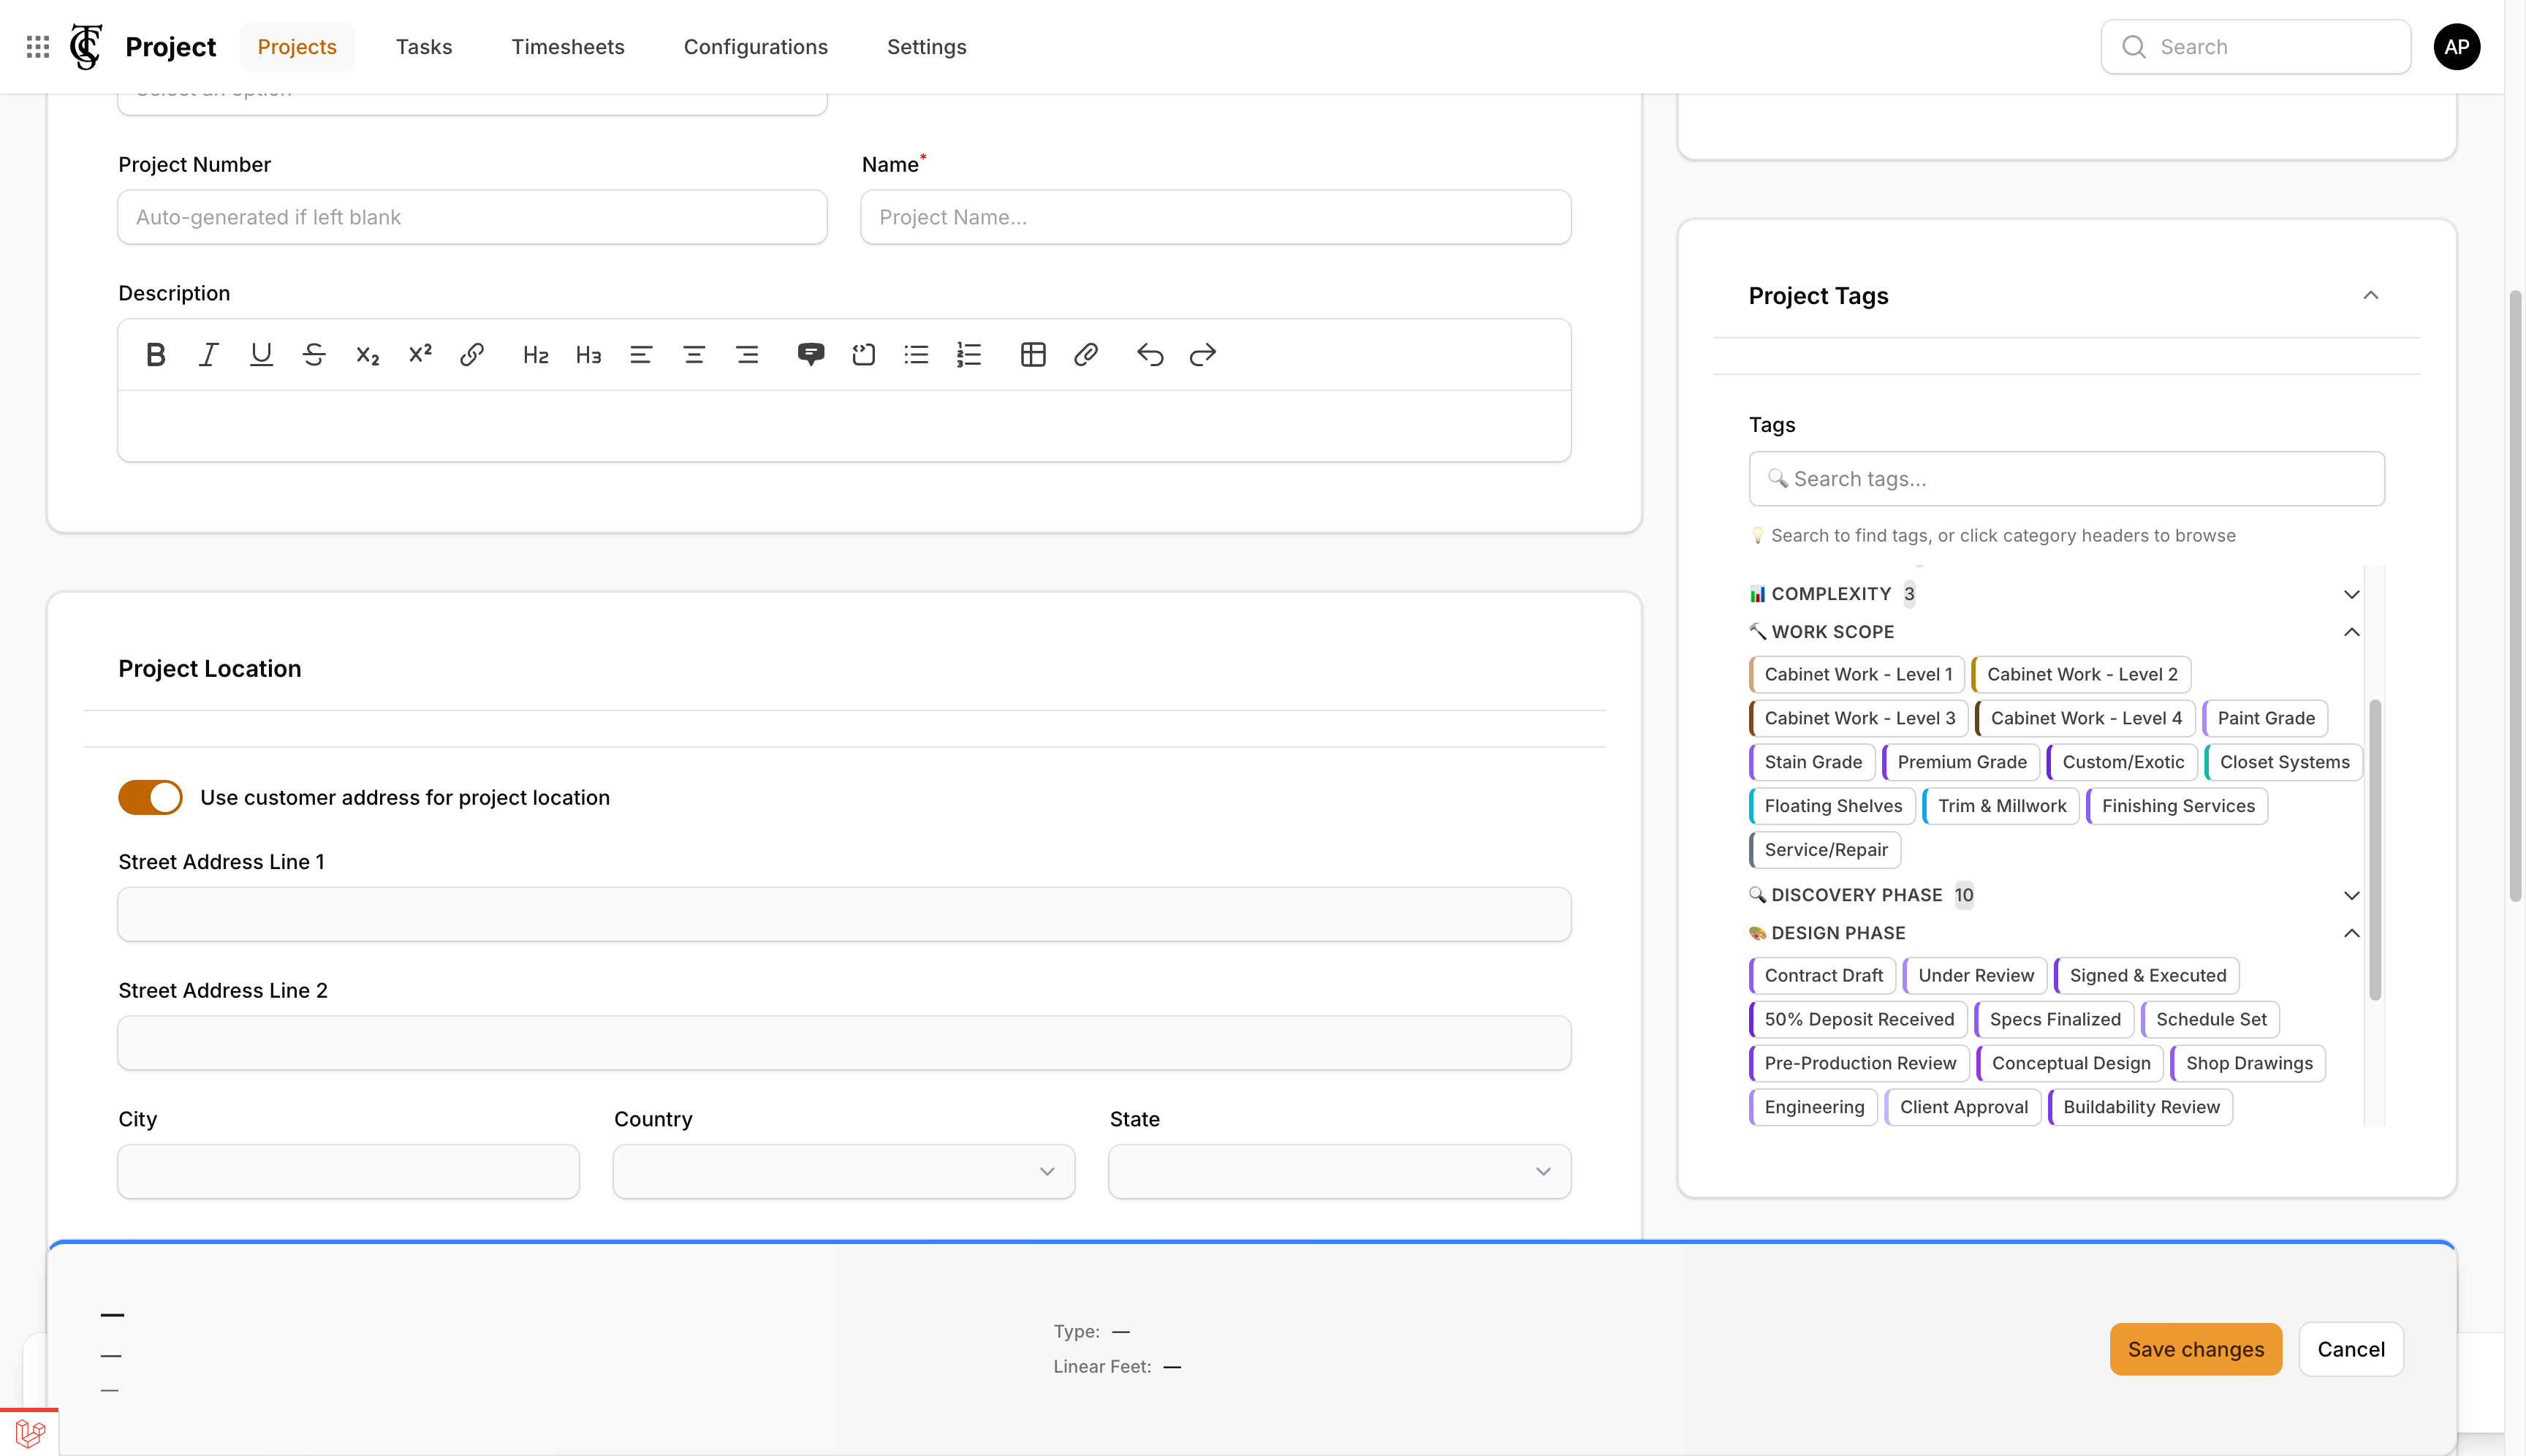 Project
Projects
Tasks
Timesheets
Configurations
Settings
Search
AP
Select an option
Project Number
Name*
Auto-generated if left blank
Project Name...
Description
H2
H3
Project Location
Use customer address for project location
Street Address Line 1
Street Address Line 2
City
Country
State
Project Tags
Tags
🔍 Search tags...
💡 Search to find tags, or click category headers to browse
📊 COMPLEXITY 3
🔨 WORK SCOPE
Cabinet Work - Level 1
Cabinet Work - Level 2
Cabinet Work - Level 3
Cabinet Work - Level 4
Paint Grade
Stain Grade
Premium Grade
Custom/Exotic
Closet Systems
Floating Shelves
Trim & Millwork
Finishing Services
Service/Repair
🔍 DISCOVERY PHASE 10
🎨 DESIGN PHASE
Contract Draft
Under Review
Signed & Executed
50% Deposit Received
Specs Finalized
Schedule Set
Pre-Production Review
Conceptual Design
Shop Drawings
Engineering
Client Approval
Buildability Review
—
—
—
Type: —
Linear Feet: —
Save changes
Cancel